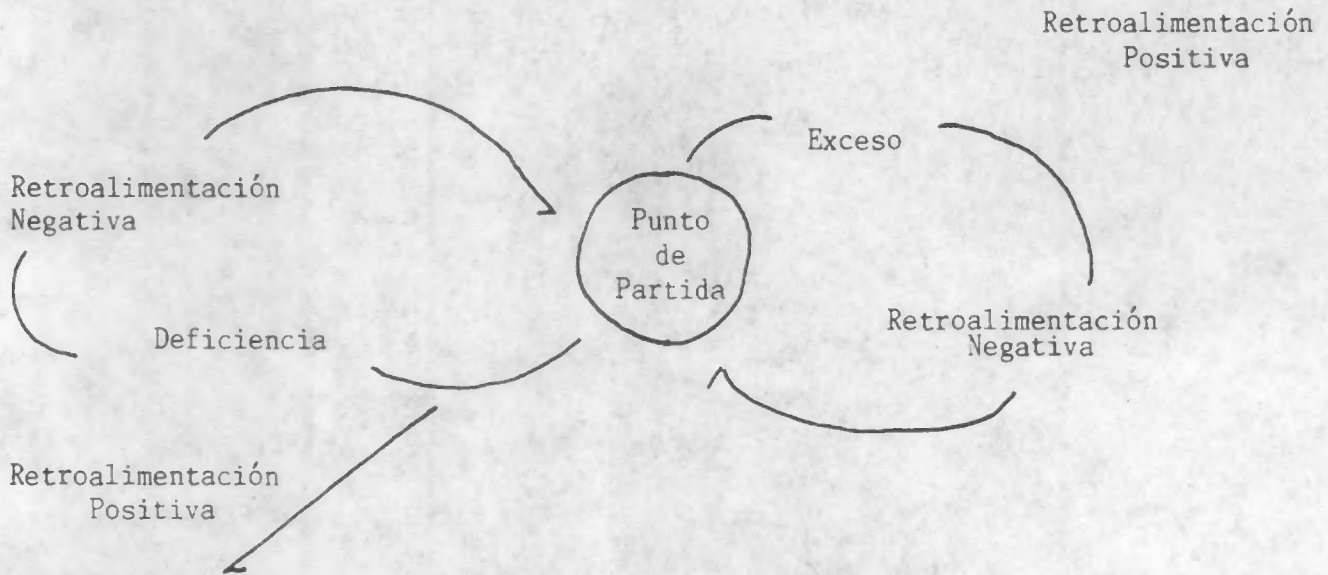 Retroalimentación
Positiva
Exceso
Retroalimentación
Negativa
Punto
de
Partida
Retroalimentación
Negativa
Deficiencia
Retroalimentación
Positiva